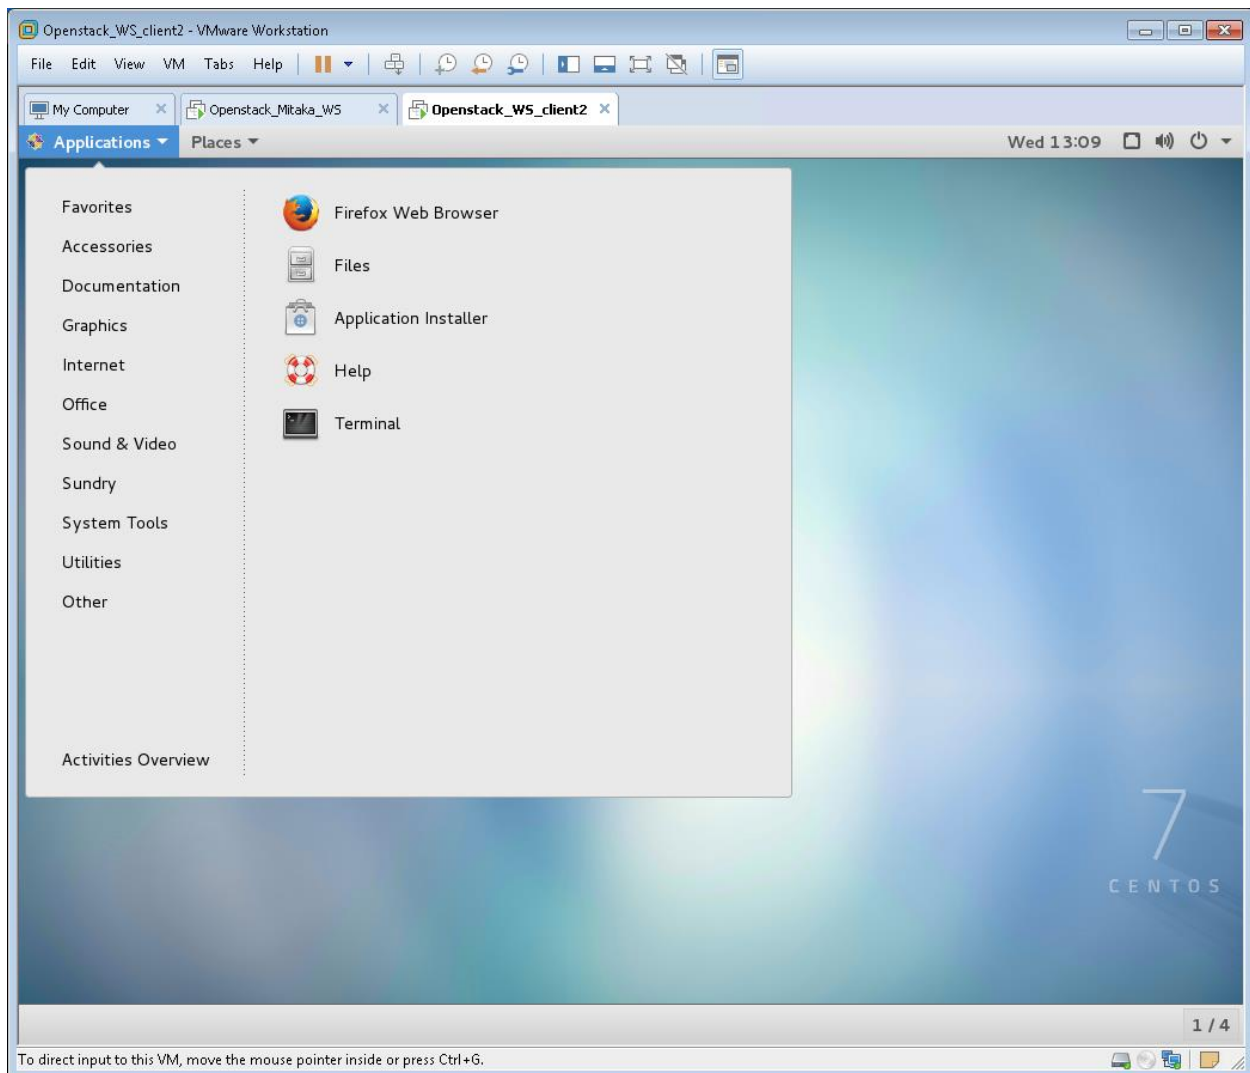 Openstack_WS_client2 - VMware Workstation
File Edit View VM Tabs Help
My Computer Openstack_Mitaka_WS Openstack_WS_client2
Applications Places Wed 13:09
Favorites
Accessories
Documentation
Graphics
Internet
Office
Sound & Video
Sundry
System Tools
Utilities
Other
Activities Overview
Firefox Web Browser
Files
Application Installer
Help
Terminal
7
CENTOS
1 / 4
To direct input to this VM, move the mouse pointer inside or press Ctrl+G.